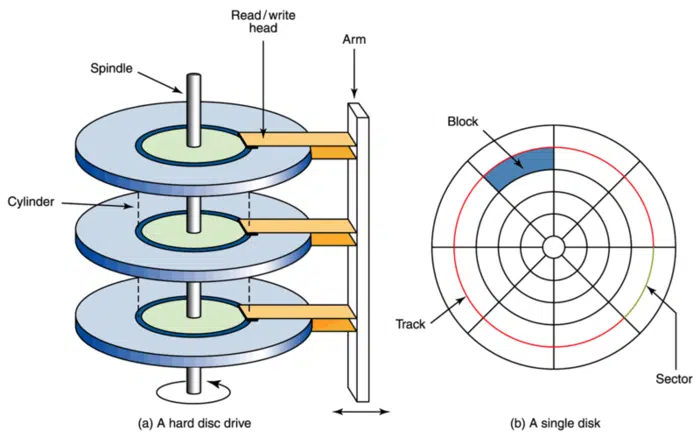 Read/write
head
Arm
Spindle
Block
Cylinder
Track
Sector
(a) A hard disc drive
(b) A single disk